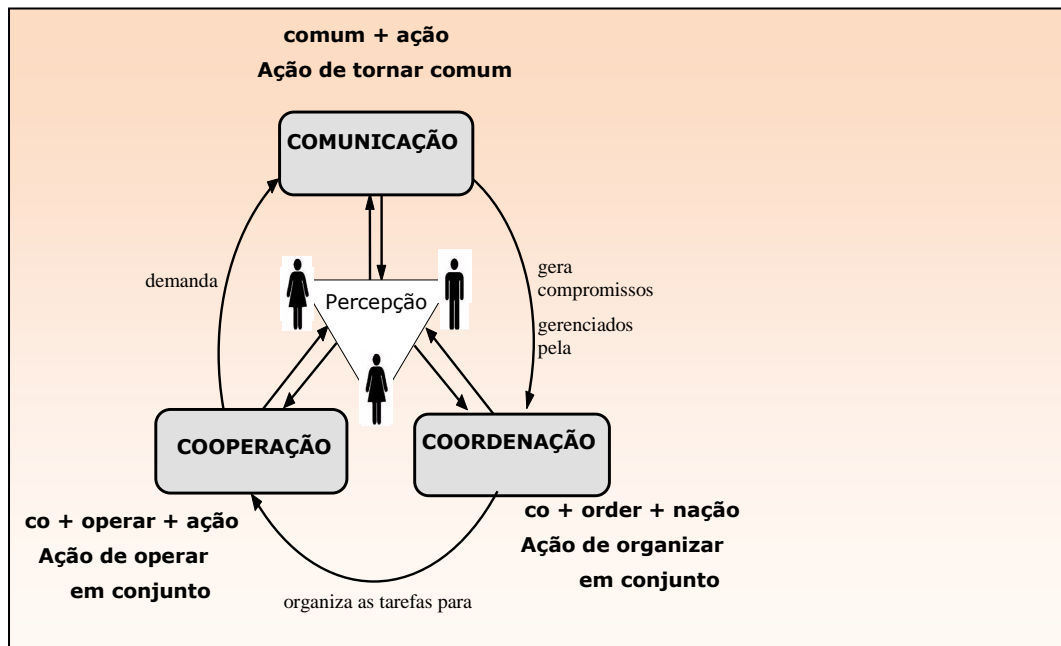 comum + ação
Ação de tornar comum
COMUNICAÇÃO
demanda
Percepção
gera
compromissos
gerenciados
pela
COOPERAÇÃO
COORDENAÇÃO
co + operar + ação
Ação de operar
em conjunto
co + order + nação
Ação de organizar
em conjunto
organiza as tarefas para